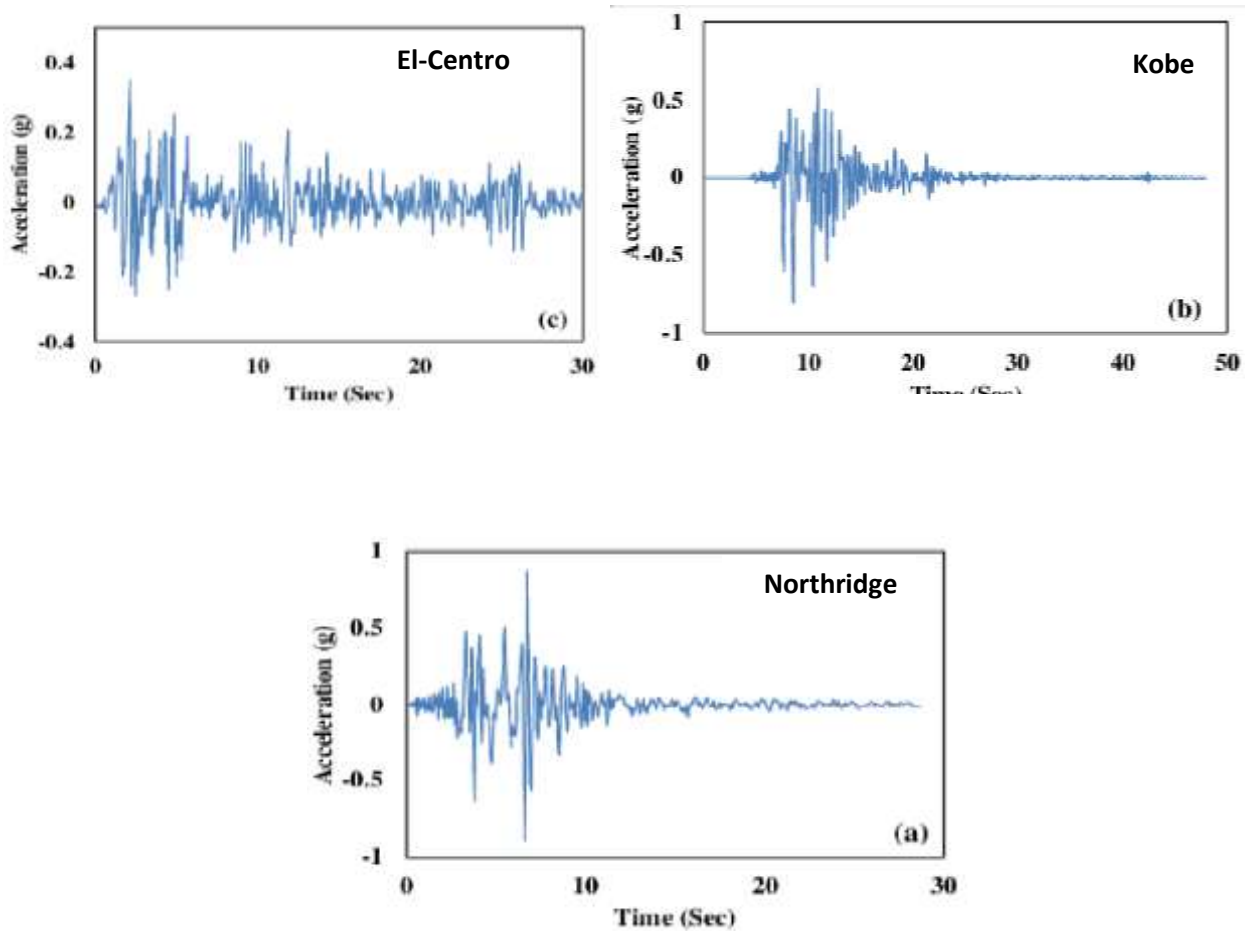 El-Centro
0.4
0.2
0
-0.2
-0.4
Acceleration (g)
(c)
0 10 20 30
Time (Sec)
Kobe
1
0.5
0
-0.5
-1
Acceleration (g)
(b)
0 10 20 30 40 50
Time (Sec)
Northridge
1
0.5
0
-0.5
-1
Acceleration (g)
(a)
0 10 20 30
Time (Sec)